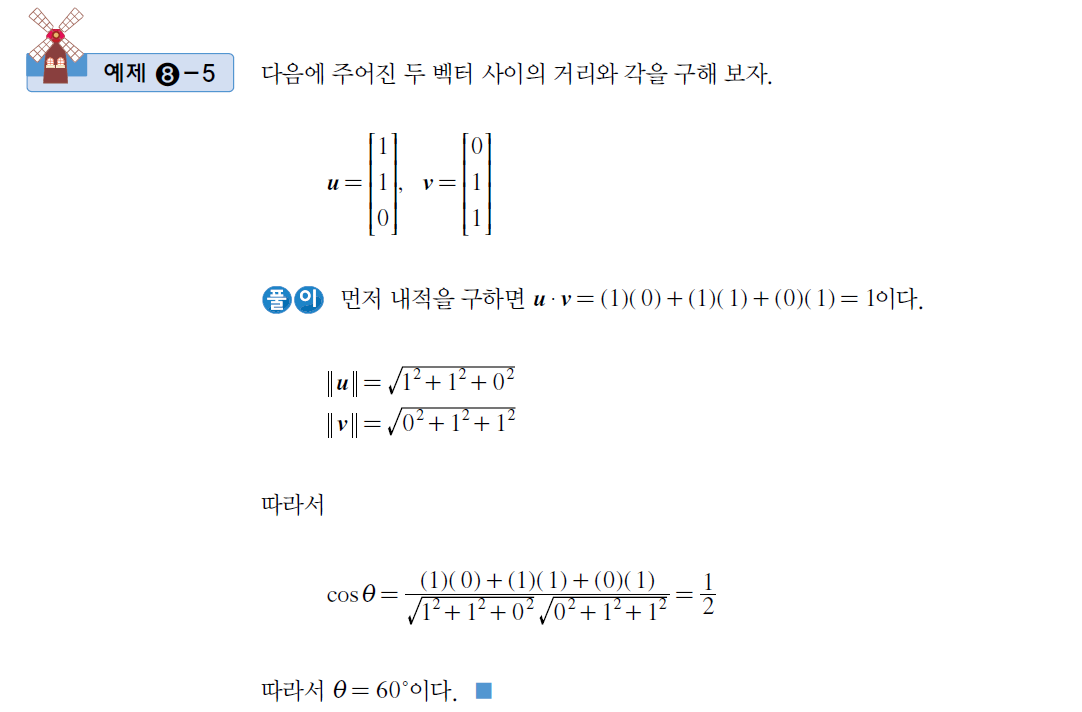 예제 ❽-5 다음에 주어진 두 벡터 사이의 거리와 각을 구해 보자.
u = [1 1 0], v = [0 1 1]
풀이 먼저 내적을 구하면 u · v = (1)(0) + (1)(1) + (0)(1) = 1이다.
‖u‖ = √(1² + 1² + 0²)
‖v‖ = √(0² + 1² + 1²)
따라서
cos θ = ((1)(0) + (1)(1) + (0)(1)) / (√(1² + 1² + 0²) √(0² + 1² + 1²)) = 1/2
따라서 θ = 60°이다. ■